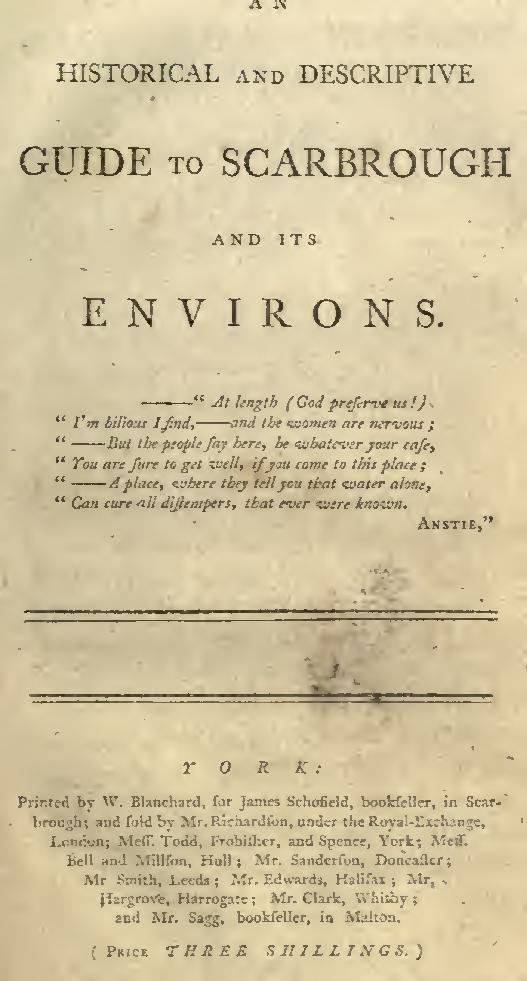 AN
HISTORICAL AND DESCRIPTIVE
GUIDE TO SCARBROUGH
AND ITS
ENVIRONS.
———“ At length (God preſerve us!)
“ I'm bilious I find,——and the women are nervous ;
“ ——But the people ſay here, be whatever your caſe,
“ You are ſure to get well, if you come to this place ;
“ ——A place, where they tell you that water alone,
“ Can cure all diſtempers, that ever were known.
ANSTIE,”
YORK:
Printed by W. Blanchard, for James Schofield, bookſeller, in Scar-
brough; and ſold by Mr. Richardſon, under the Royal-Exchange,
London; Meſſ. Todd, Frobiſher, and Spence, York; Meſſ.
Bell and Millſon, Hull ; Mr. Sanderſon, Doncaſter;
Mr Smith, Leeds ; Mr. Edwards, Halifax ; Mr.
Hargrove, Harrogate ; Mr. Clark, Whitby ;
and Mr. Sagg, bookſeller, in Malton.
( PRICE THREE SHILLINGS. )